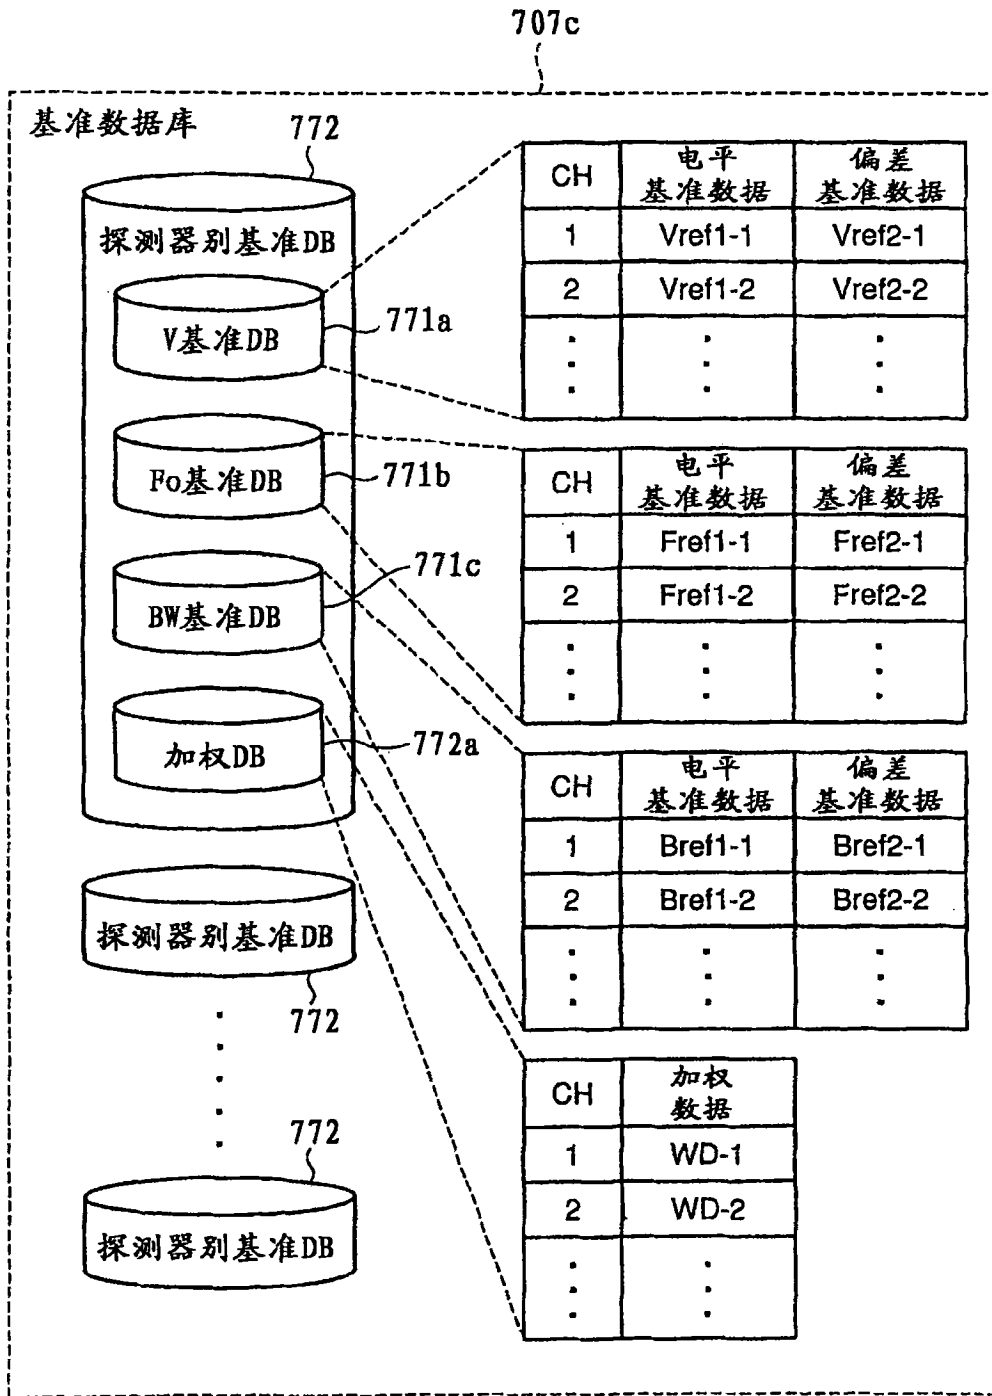 707c
基准数据库
772
探测器别基准DB
V基准DB
771a
Fo基准DB
771b
BW基准DB
771c
加权DB
772a
探测器别基准DB
772
772
探测器别基准DB
CH 电平基准数据 偏差基准数据
1 Vref1-1 Vref2-1
2 Vref1-2 Vref2-2
CH 电平基准数据 偏差基准数据
1 Fref1-1 Fref2-1
2 Fref1-2 Fref2-2
CH 电平基准数据 偏差基准数据
1 Bref1-1 Bref2-1
2 Bref1-2 Bref2-2
CH 加权数据
1 WD-1
2 WD-2